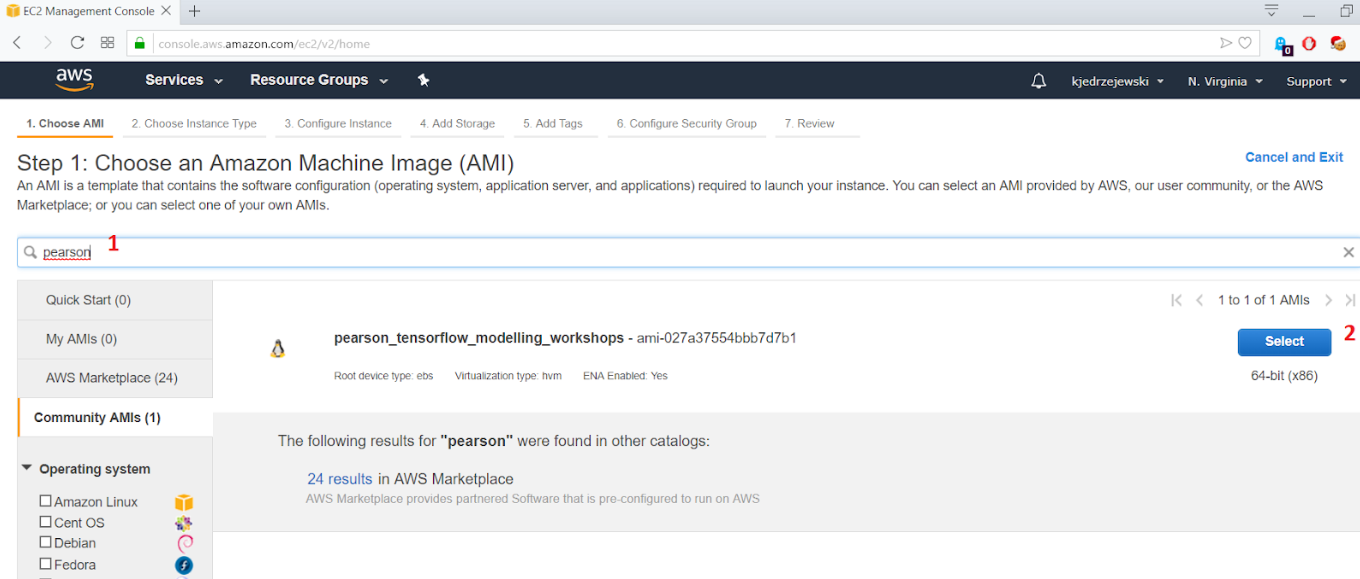 EC2 Management Console
console.aws.amazon.com/ec2/v2/home
0
aws Services Resource Groups kjedrzejewski N. Virginia Support
1. Choose AMI 2. Choose Instance Type 3. Configure Instance 4. Add Storage 5. Add Tags 6. Configure Security Group 7. Review
Step 1: Choose an Amazon Machine Image (AMI)
Cancel and Exit
An AMI is a template that contains the software configuration (operating system, application server, and applications) required to launch your instance. You can select an AMI provided by AWS, our user community, or the AWS
Marketplace; or you can select one of your own AMIs.
pearson 1
Quick Start (0)
1 to 1 of 1 AMIs
My AMIs (0)
pearson_tensorflow_modelling_workshops - ami-027a37554bbb7d7b1
Select 2
AWS Marketplace (24)
Root device type: ebs Virtualization type: hvm ENA Enabled: Yes
64-bit (x86)
Community AMIs (1)
The following results for "pearson" were found in other catalogs:
Operating system
24 results in AWS Marketplace
AWS Marketplace provides partnered Software that is pre-configured to run on AWS
Amazon Linux
Cent OS
Debian
Fedora